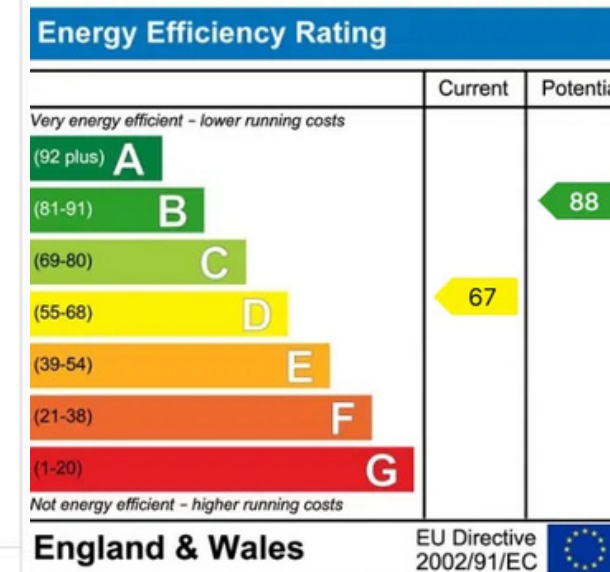 Energy Efficiency Rating
Current Potentia
Very energy efficient – lower running costs
(92 plus) A
(81-91) B
88
(69-80) C
(55-68) D
67
(39-54) E
(21-38) F
(1-20) G
Not energy efficient – higher running costs
England & Wales
EU Directive
2002/91/EC